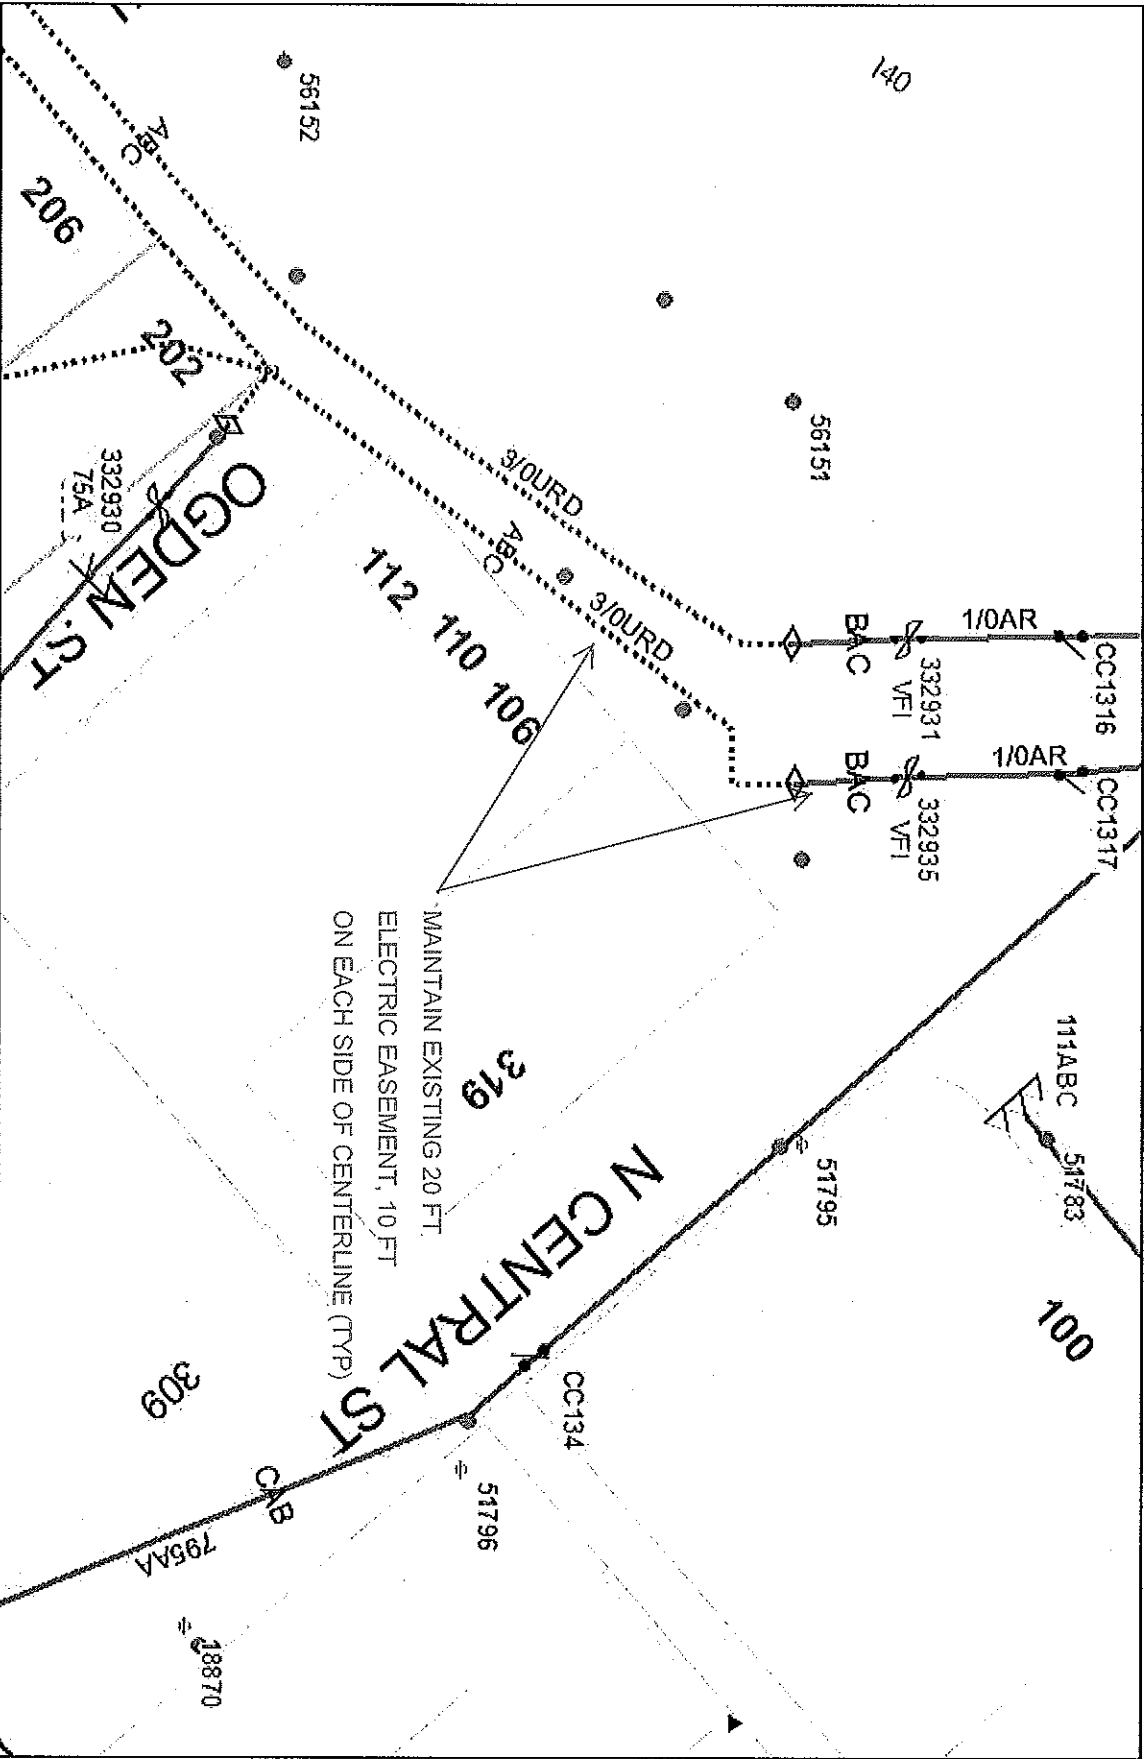 140
56152
ABC
206
202
332930
75A
OGDEN ST
56151
3/0URD
ABC
3/0URD
112
110
106
BAC
332931
VFI
1/0AR
CC1316
BAC
332935
VFI
1/0AR
CC1317
MAINTAIN EXISTING 20 FT
ELECTRIC EASEMENT, 10 FT
ON EACH SIDE OF CENTERLINE (TYP)
319
111ABC
51783
51795
100
N CENTRAL ST
CC134
51796
309
CAB
795AA
18870